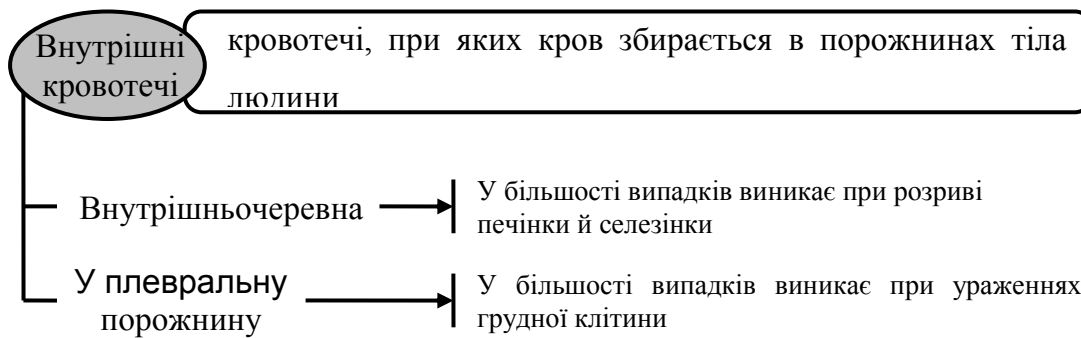 Внутрішні
кровотечі
кровотечі, при яких кров збирається в порожнинах тіла
людини
Внутрішньочеревна
У більшості випадків виникає при розриві
печінки й селезінки
У плевральну
порожнину
У більшості випадків виникає при ураженнях
грудної клітини